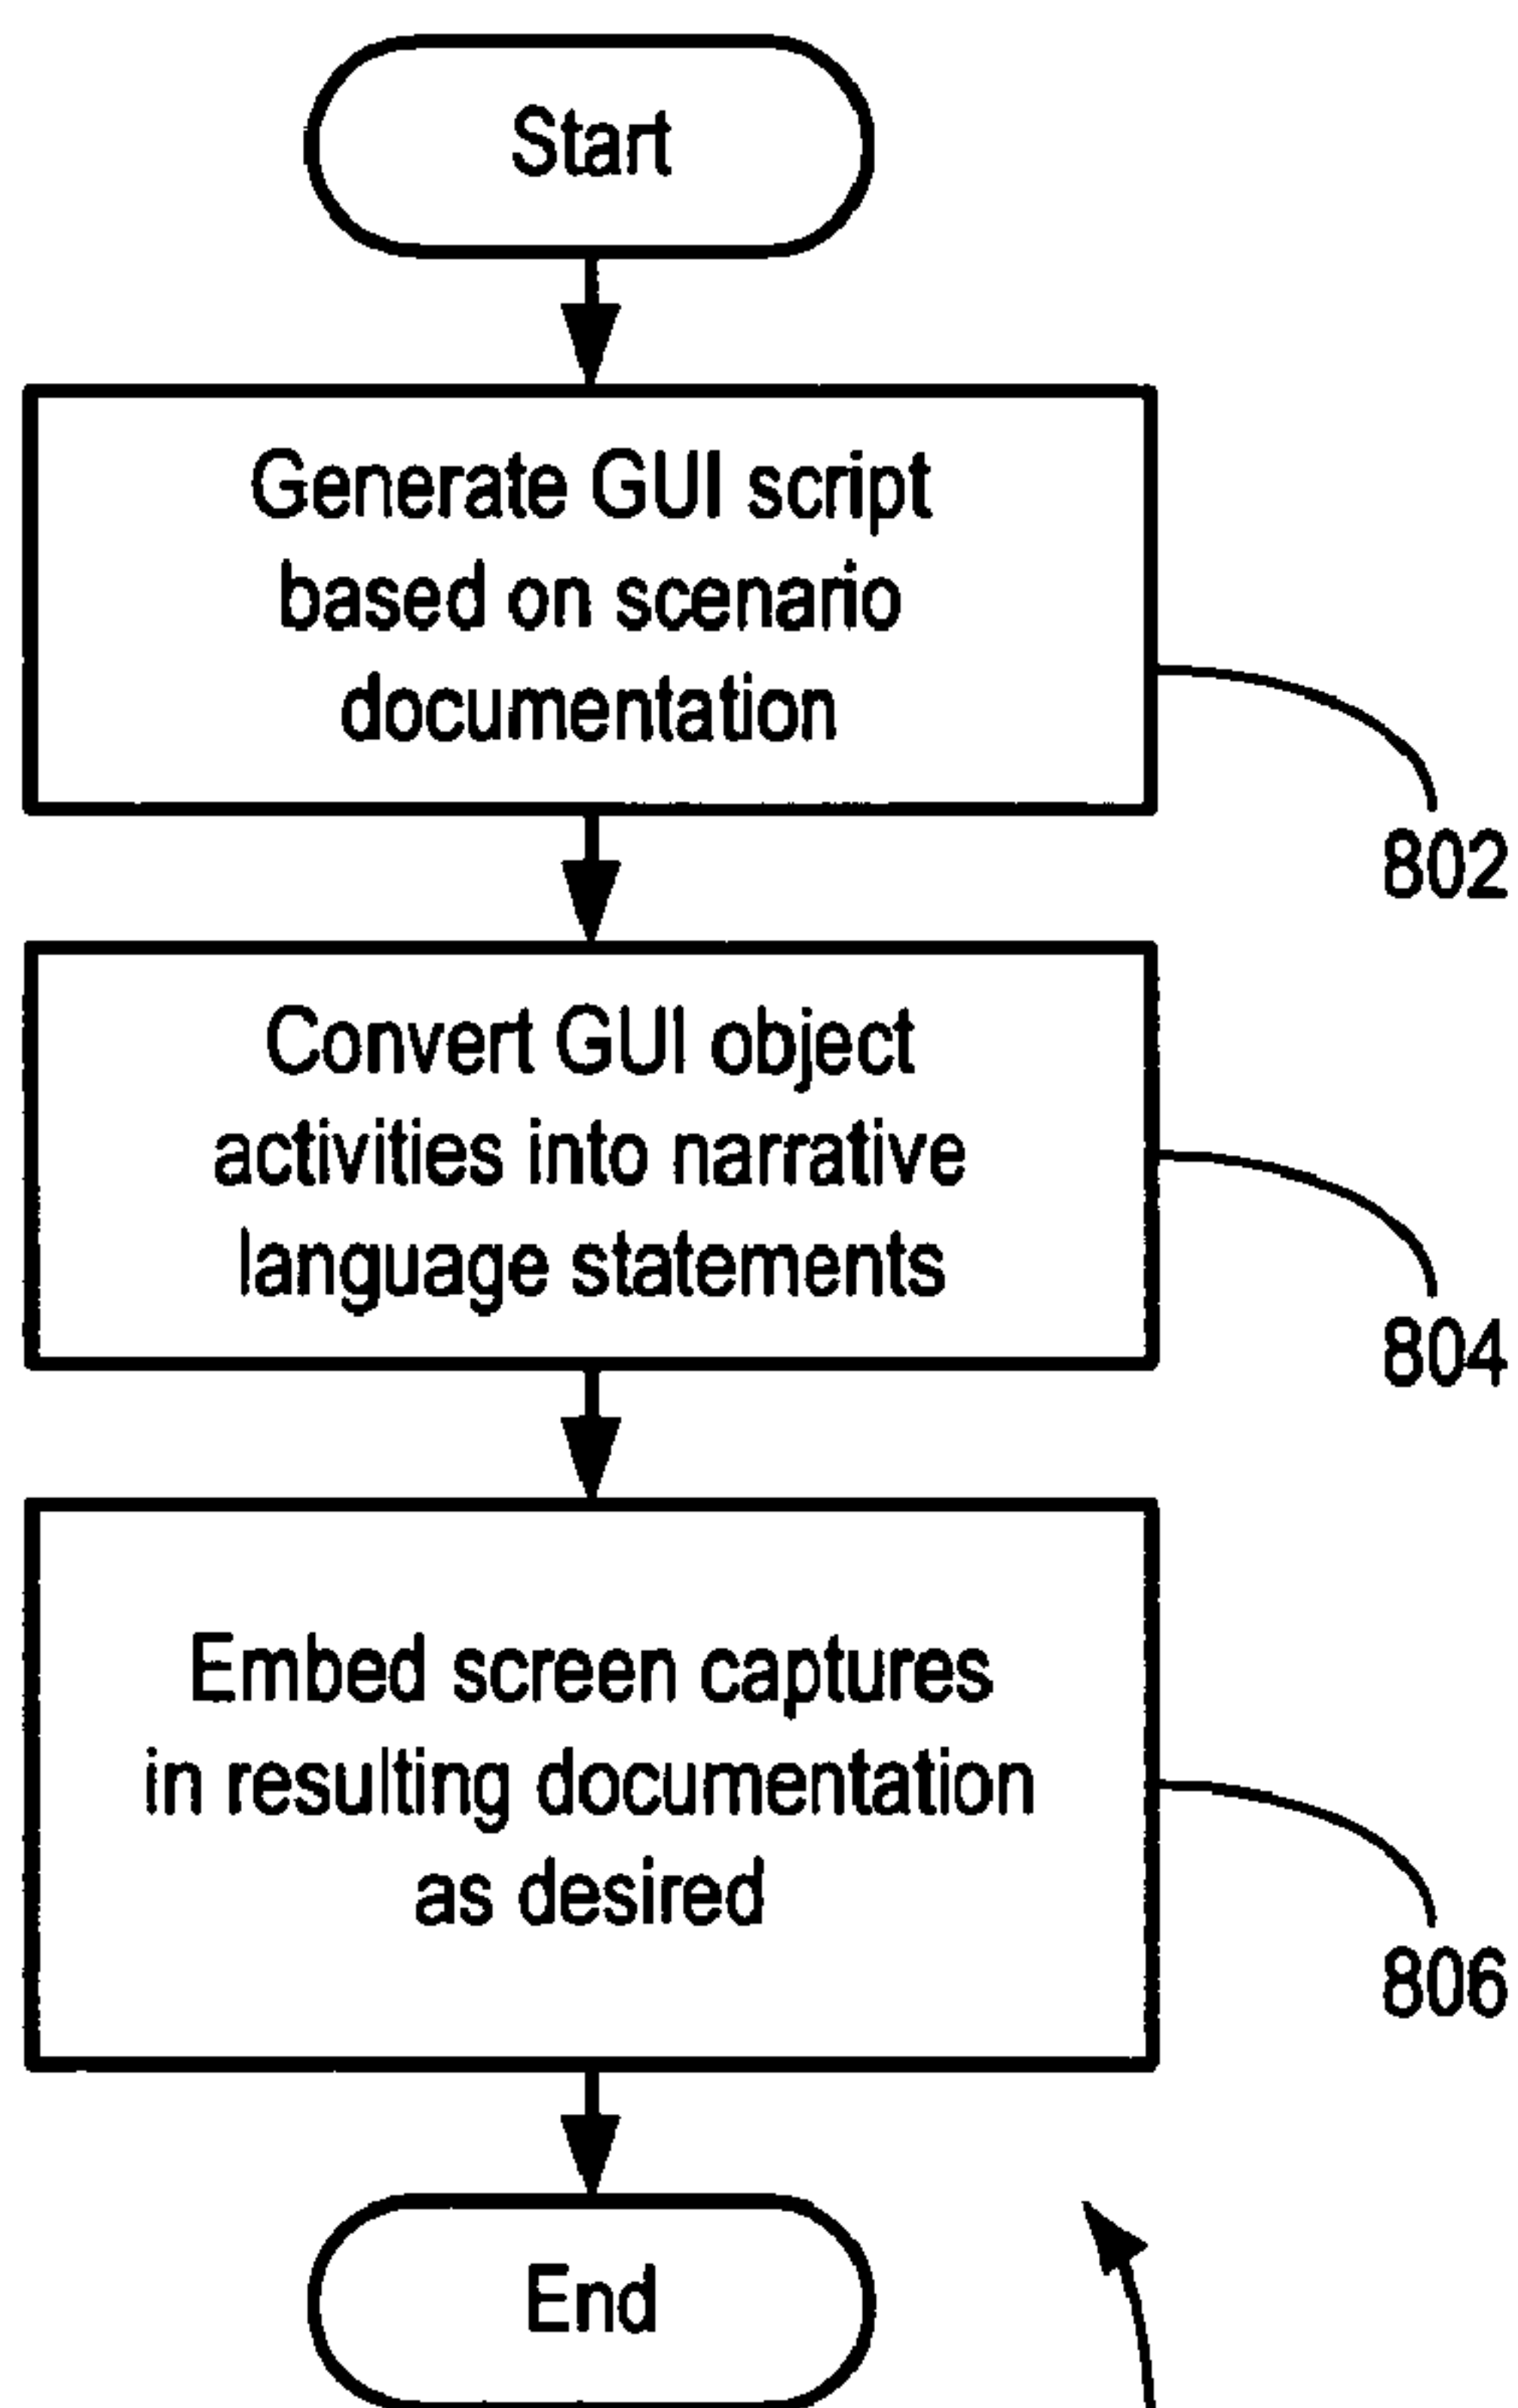 Start
Generate GUI script
based on scenario
documentation
802
Convert GUI object
activities into narrative
language statements
804
Embed screen captures
in resulting documentation
as desired
806
End